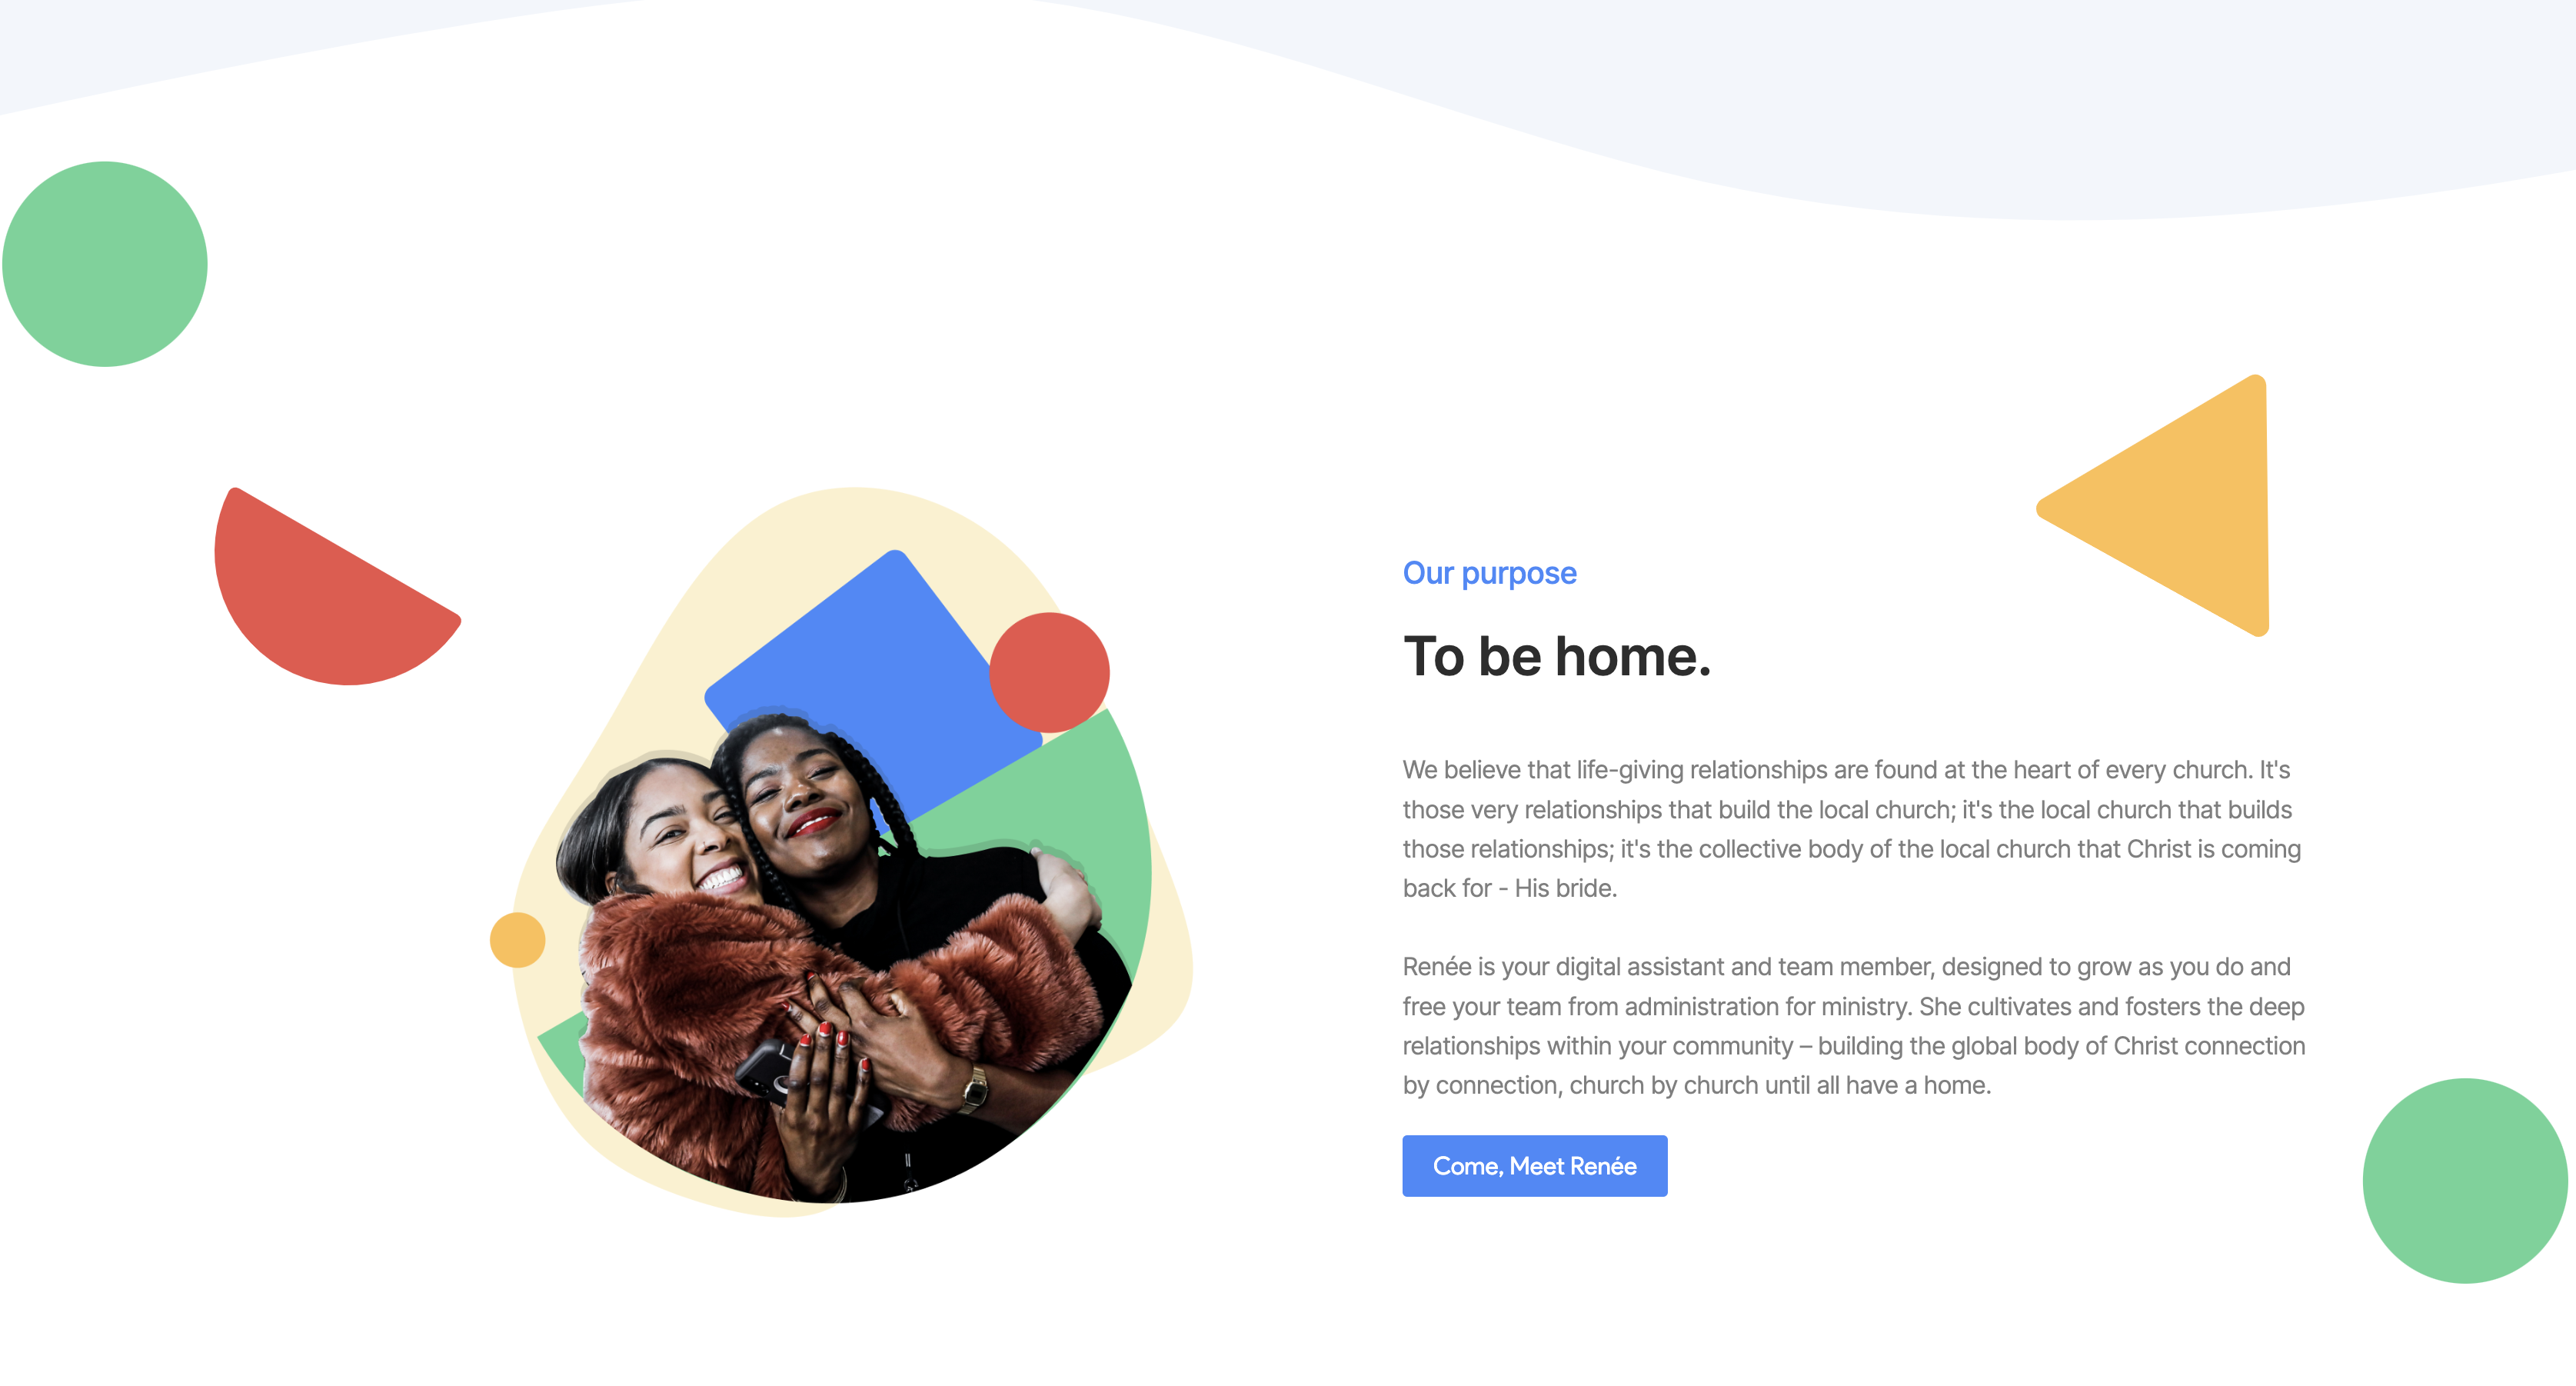 Our purpose
To be home.
We believe that life-giving relationships are found at the heart of every church. It's
those very relationships that build the local church; it's the local church that builds
those relationships; it's the collective body of the local church that Christ is coming
back for - His bride.
Renée is your digital assistant and team member, designed to grow as you do and
free your team from administration for ministry. She cultivates and fosters the deep
relationships within your community – building the global body of Christ connection
by connection, church by church until all have a home.
Come, Meet Renée